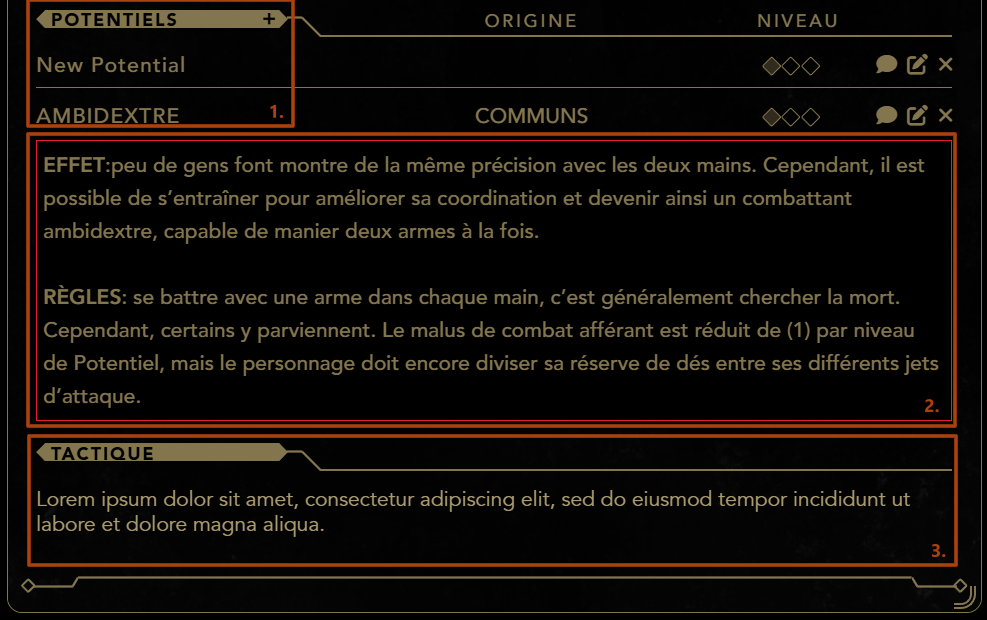 POTENTIELS + ORIGINE NIVEAU
New Potential
AMBIDEXTRE 1. COMMUNS
EFFET:peu de gens font montre de la même précision avec les deux mains. Cependant, il est
possible de s’entraîner pour améliorer sa coordination et devenir ainsi un combattant
ambidextre, capable de manier deux armes à la fois.
RÈGLES: se battre avec une arme dans chaque main, c’est généralement chercher la mort.
Cependant, certains y parviennent. Le malus de combat afférant est réduit de (1) par niveau
de Potentiel, mais le personnage doit encore diviser sa réserve de dés entre ses différents jets
d’attaque.
2.
TACTIQUE
Lorem ipsum dolor sit amet, consectetur adipiscing elit, sed do eiusmod tempor incididunt ut
labore et dolore magna aliqua.
3.